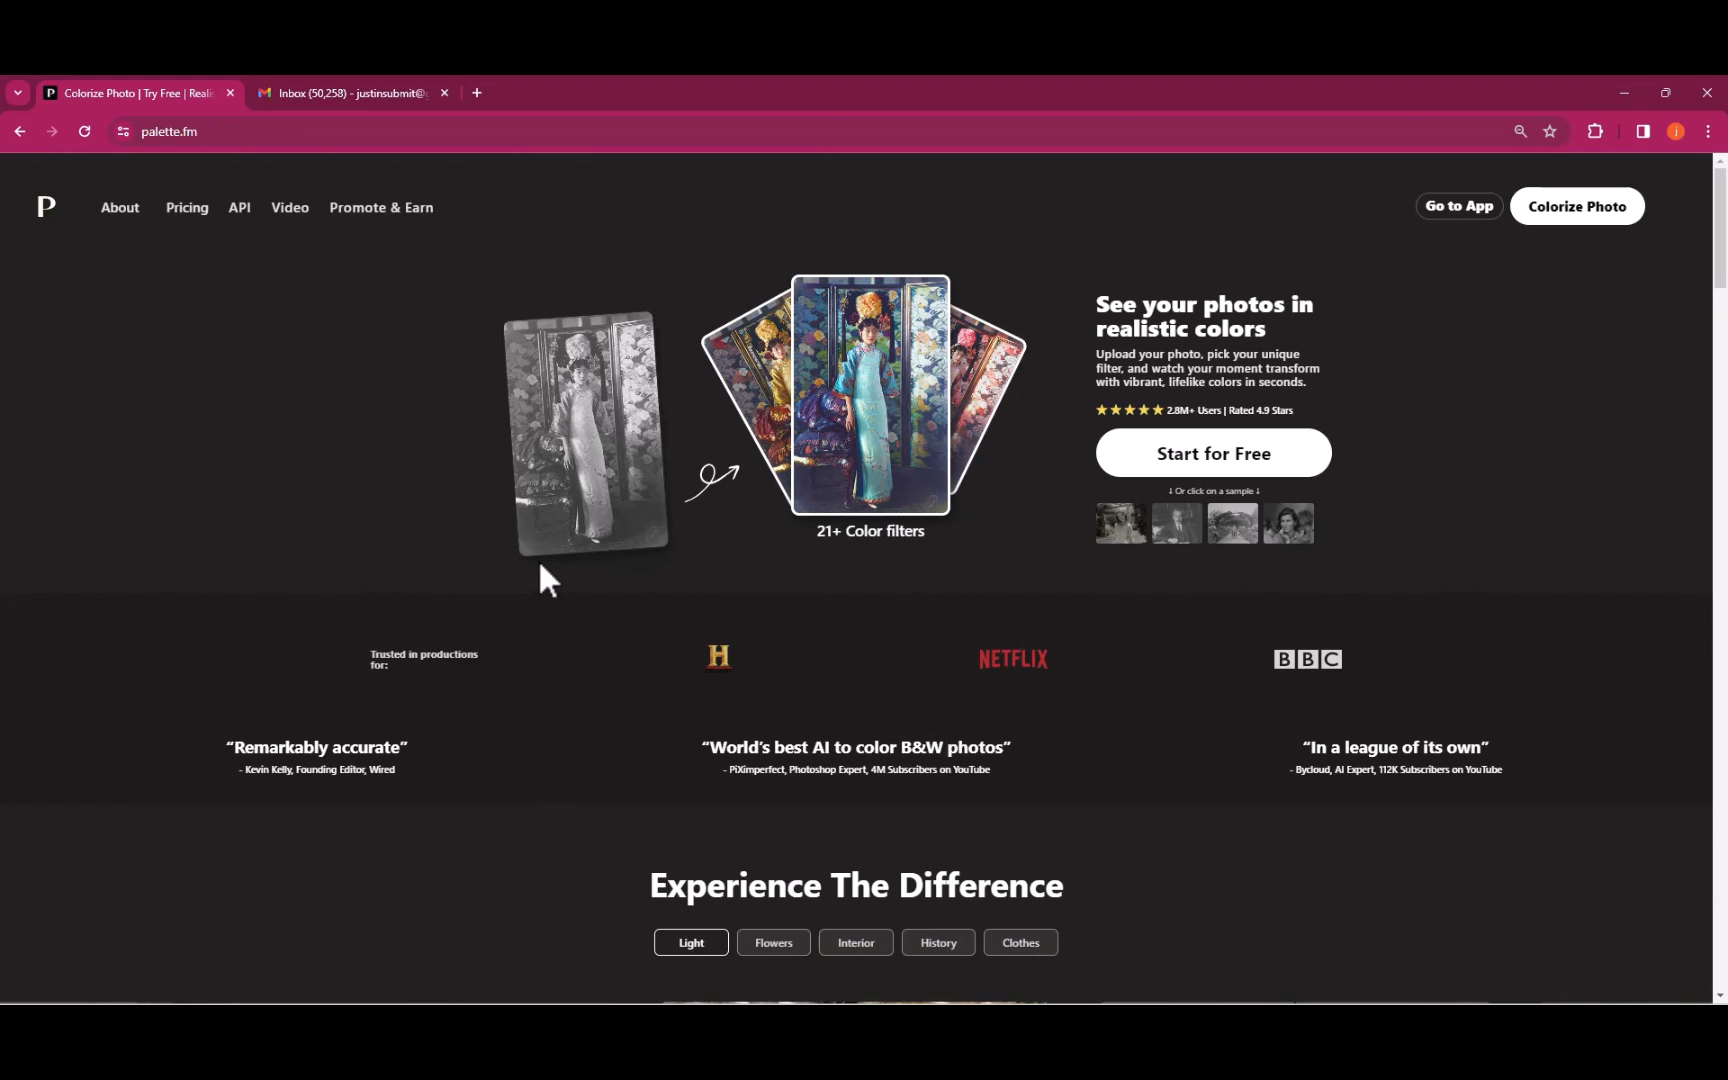 Colorize Photo | Try Free | Reali
Inbox (50,258) - justinsubmit@g
palette.fm
j
P
About
Pricing
API
Video
Promote & Earn
Go to App
Colorize Photo
See your photos in
realistic colors
Upload your photo, pick your unique
filter, and watch your moment transform
with vibrant, lifelike colors in seconds.
2.8M+ Users | Rated 4.9 Stars
Start for Free
↓ Or click on a sample ↓
21+ Color filters
Trusted in productions
for:
H
NETFLIX
BBC
“Remarkably accurate”
- Kevin Kelly, Founding Editor, Wired
“World's best AI to color B&W photos”
- PiXimperfect, Photoshop Expert, 4M Subscribers on YouTube
“In a league of its own”
- Bycloud, AI Expert, 112K Subscribers on YouTube
Experience The Difference
Light
Flowers
Interior
History
Clothes